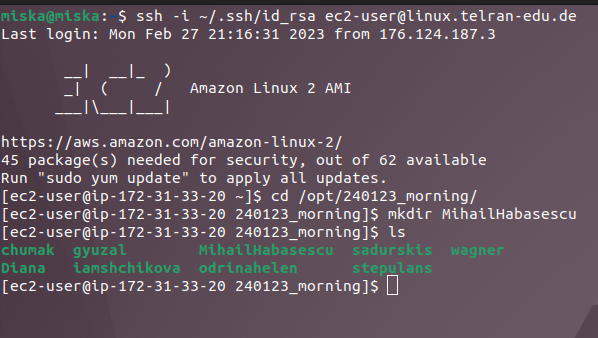 miska@miska:~$ ssh -i ~/.ssh/id_rsa ec2-user@linux.telran-edu.de
Last login: Mon Feb 27 21:16:31 2023 from 176.124.187.3

       __|  __|_  )
       _|  (     /   Amazon Linux 2 AMI
      ___|\___|___|

https://aws.amazon.com/amazon-linux-2/
45 package(s) needed for security, out of 62 available
Run "sudo yum update" to apply all updates.
[ec2-user@ip-172-31-33-20 ~]$ cd /opt/240123_morning/
[ec2-user@ip-172-31-33-20 240123_morning]$ mkdir MihailHabasescu
[ec2-user@ip-172-31-33-20 240123_morning]$ ls
chumak  gyuzal       MihailHabasescu  sadurskis  wagner
Diana   iamshchikova  odrinahelen      stepulans
[ec2-user@ip-172-31-33-20 240123_morning]$